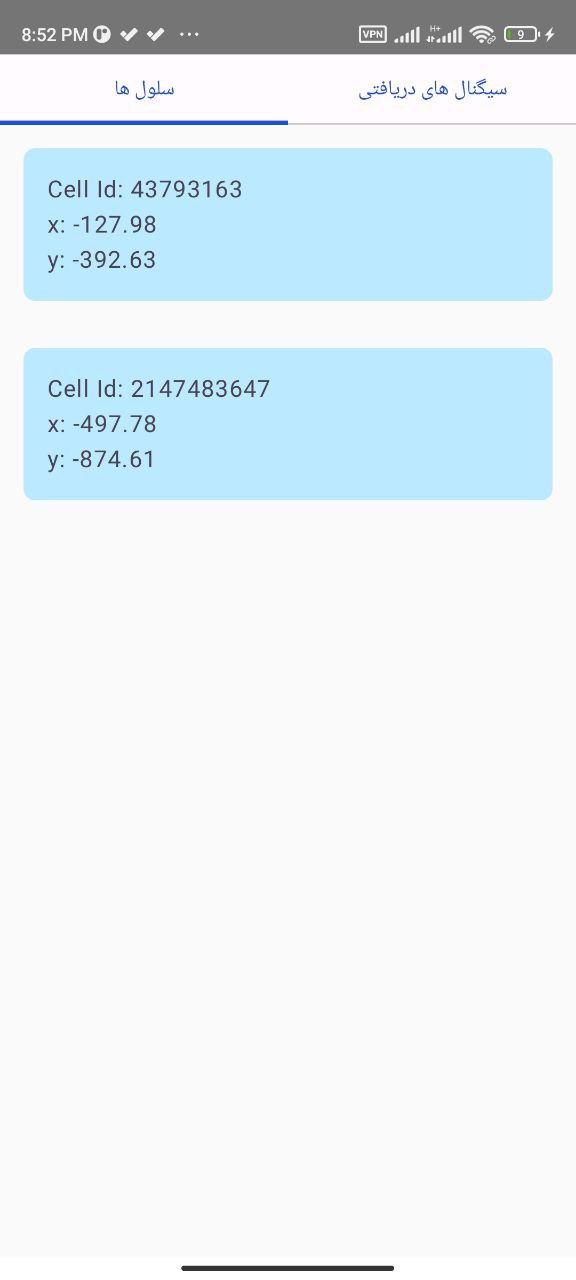 8:52 PM
VPN
H+
9
سلول ها
سیگنال های دریافتی
Cell Id: 43793163
x: -127.98
y: -392.63
Cell Id: 2147483647
x: -497.78
y: -874.61